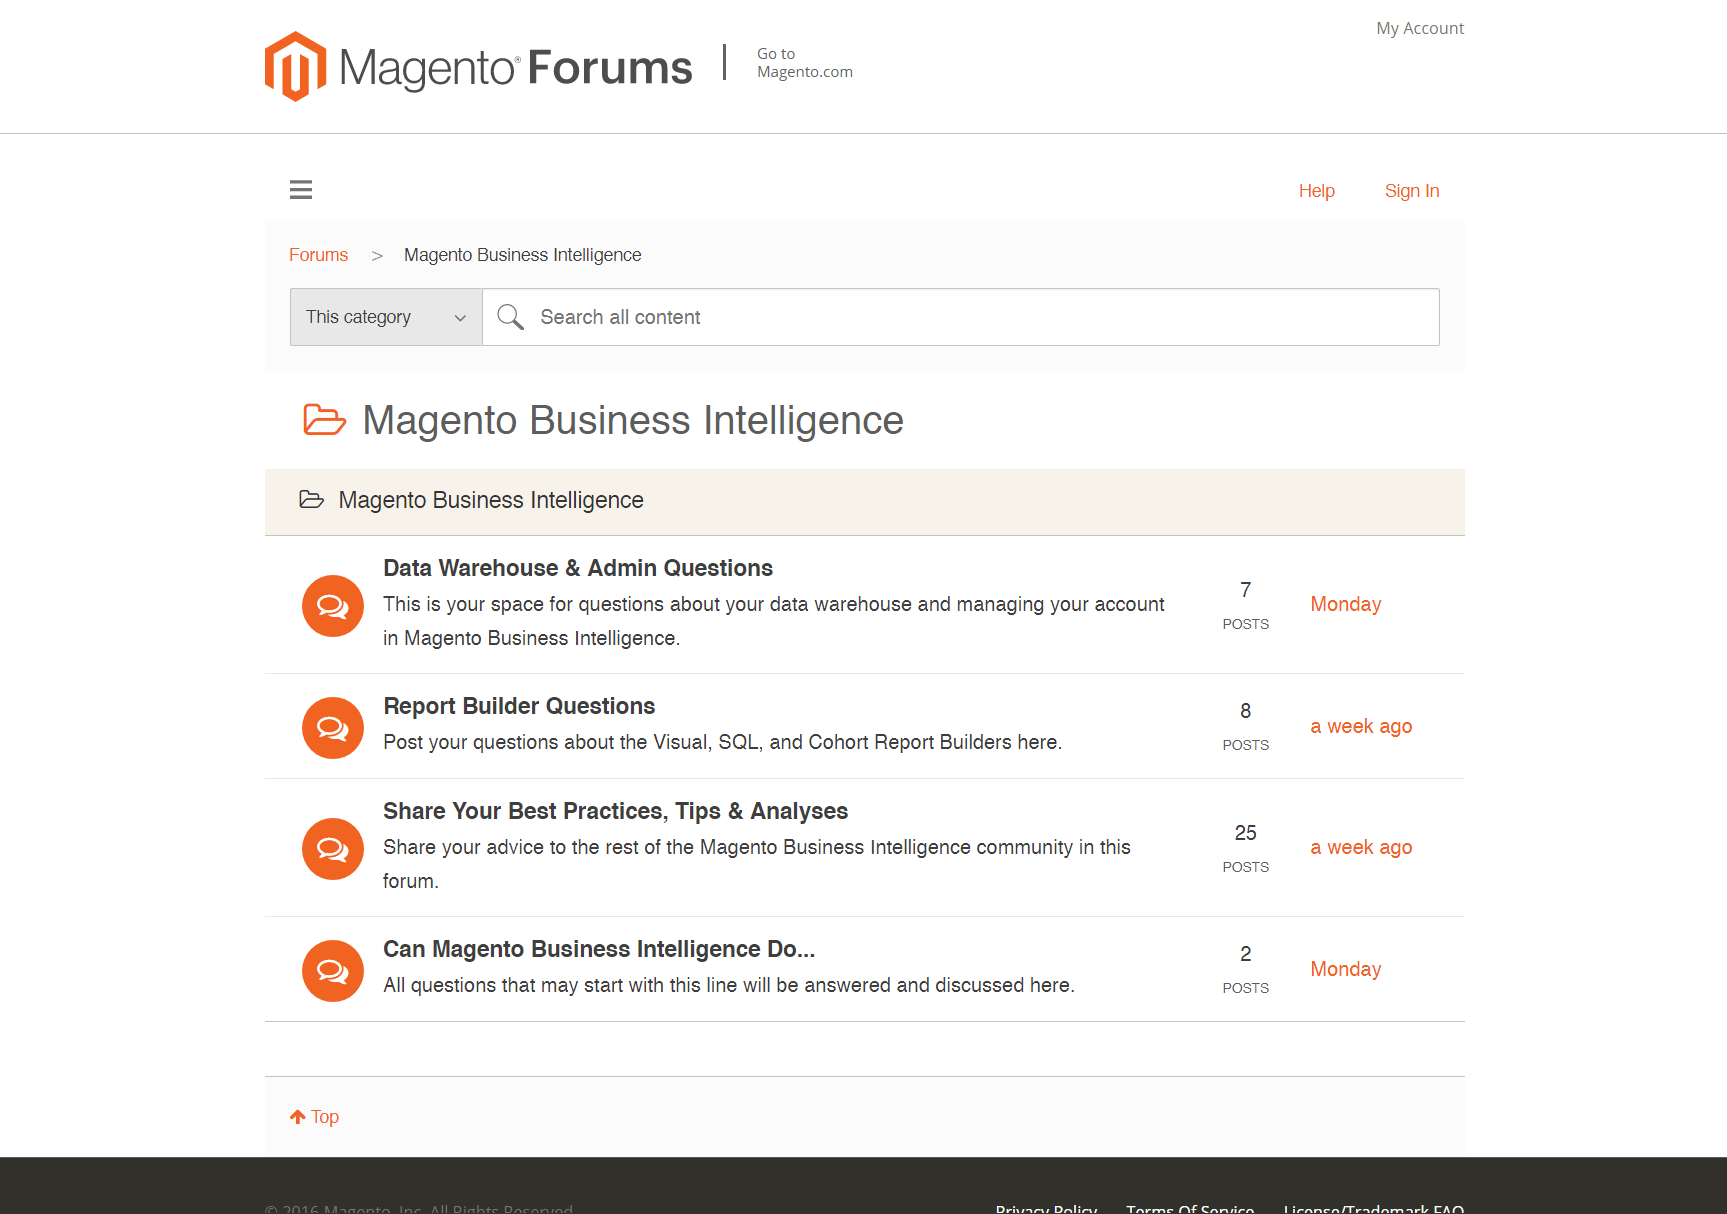 My Account
Magento® Forums
Go to
Magento.com
Help
Sign In
Forums > Magento Business Intelligence
This category
Search all content
Magento Business Intelligence
Magento Business Intelligence
Data Warehouse & Admin Questions
This is your space for questions about your data warehouse and managing your account
in Magento Business Intelligence.
7
POSTS
Monday
Report Builder Questions
Post your questions about the Visual, SQL, and Cohort Report Builders here.
8
POSTS
a week ago
Share Your Best Practices, Tips & Analyses
Share your advice to the rest of the Magento Business Intelligence community in this
forum.
25
POSTS
a week ago
Can Magento Business Intelligence Do...
All questions that may start with this line will be answered and discussed here.
2
POSTS
Monday
Top
© 2016 Magento, Inc. All Rights Reserved.
Privacy Policy
Terms Of Service
License/Trademark FAQ